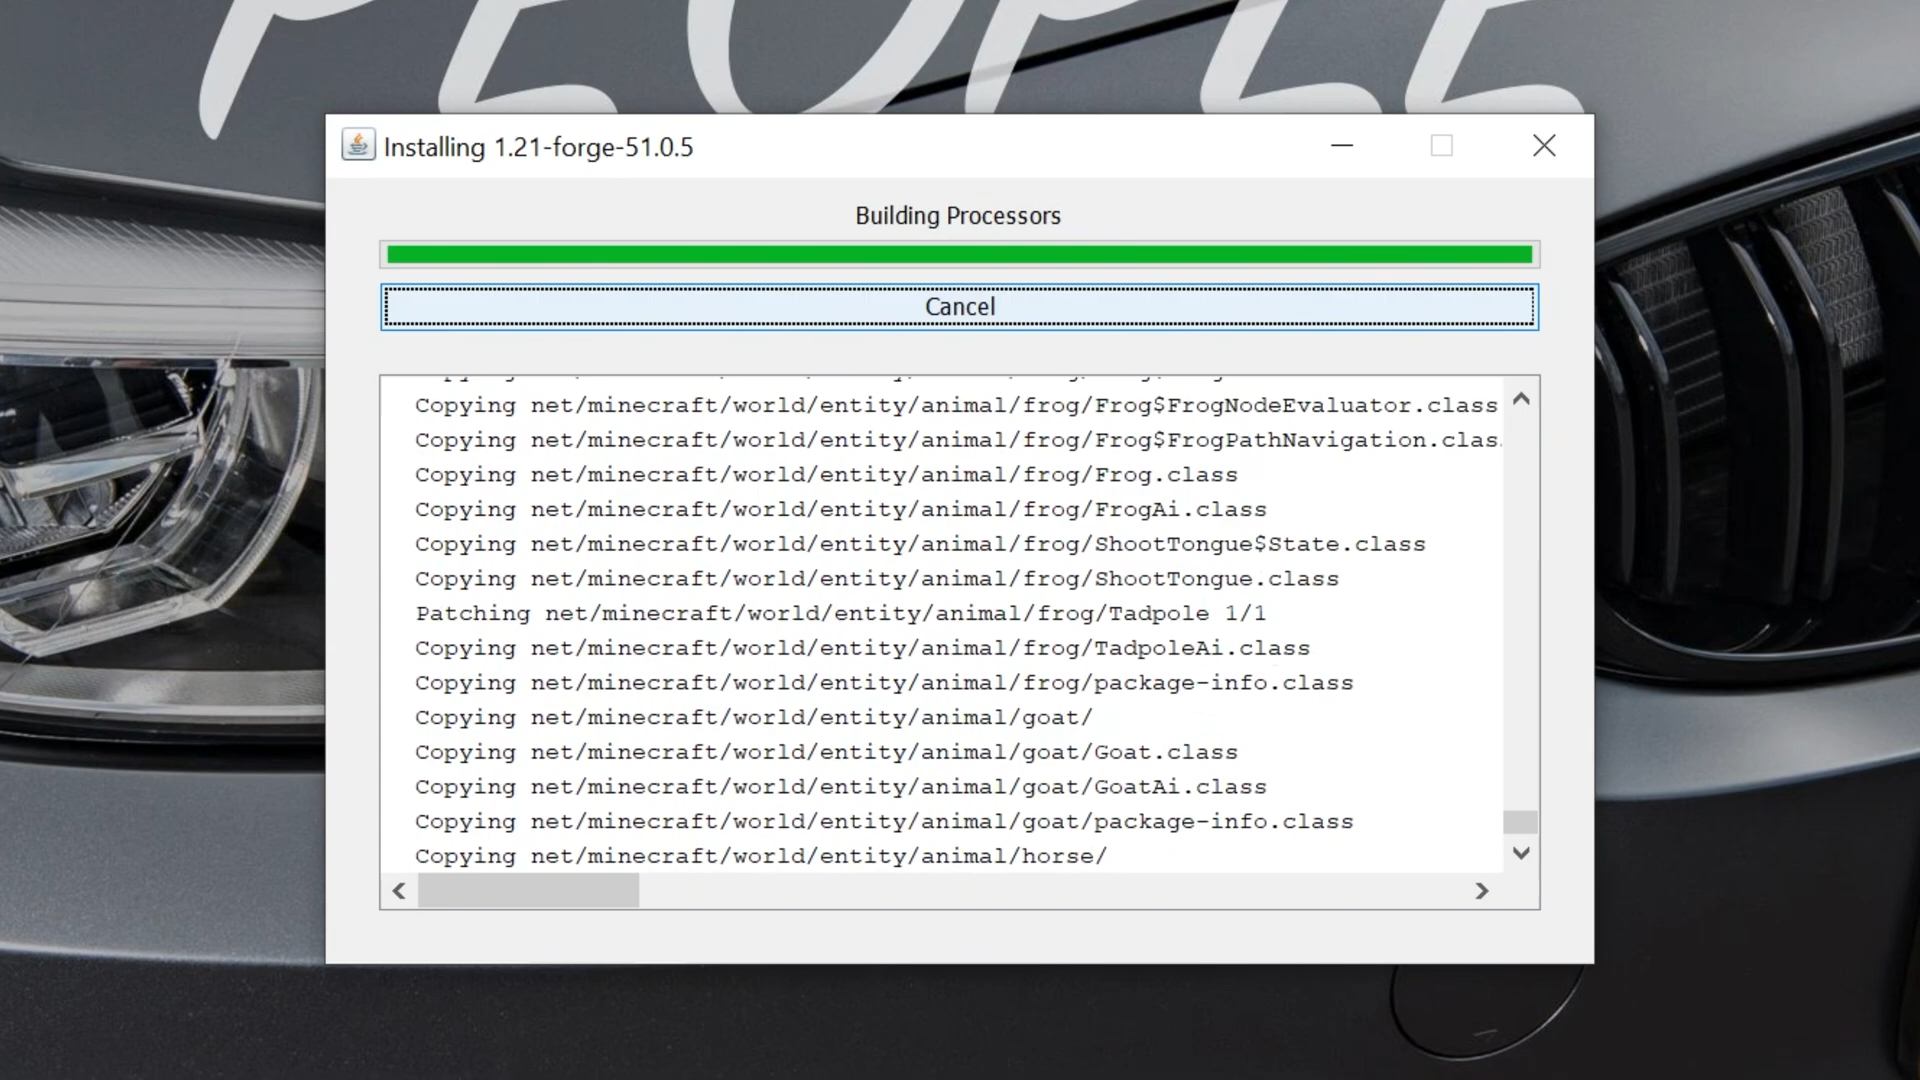 PEOPLE
Installing 1.21-forge-51.0.5
Building Processors
Cancel
Copying net/minecraft/world/entity/animal/frog/Frog$FrogNodeEvaluator.class
Copying net/minecraft/world/entity/animal/frog/Frog$FrogPathNavigation.clas
Copying net/minecraft/world/entity/animal/frog/Frog.class
Copying net/minecraft/world/entity/animal/frog/FrogAi.class
Copying net/minecraft/world/entity/animal/frog/ShootTongue$State.class
Copying net/minecraft/world/entity/animal/frog/ShootTongue.class
Patching net/minecraft/world/entity/animal/frog/Tadpole 1/1
Copying net/minecraft/world/entity/animal/frog/TadpoleAi.class
Copying net/minecraft/world/entity/animal/frog/package-info.class
Copying net/minecraft/world/entity/animal/goat/
Copying net/minecraft/world/entity/animal/goat/Goat.class
Copying net/minecraft/world/entity/animal/goat/GoatAi.class
Copying net/minecraft/world/entity/animal/goat/package-info.class
Copying net/minecraft/world/entity/animal/horse/